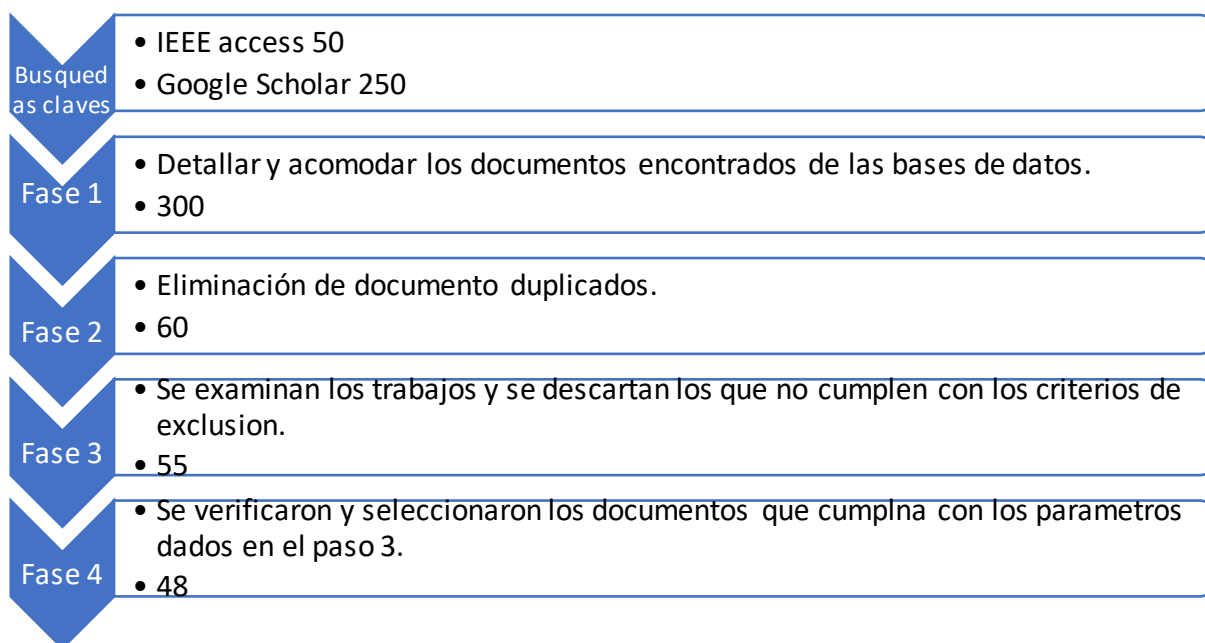 Busqued
as claves
• IEEE access 50
• Google Scholar 250
Fase 1
• Detallar y acomodar los documentos encontrados de las bases de datos.
• 300
Fase 2
• Eliminación de documento duplicados.
• 60
Fase 3
• Se examinan los trabajos y se descartan los que no cumplen con los criterios de
exclusion.
• 55
Fase 4
• Se verificaron y seleccionaron los documentos que cumplna con los parametros
dados en el paso 3.
• 48